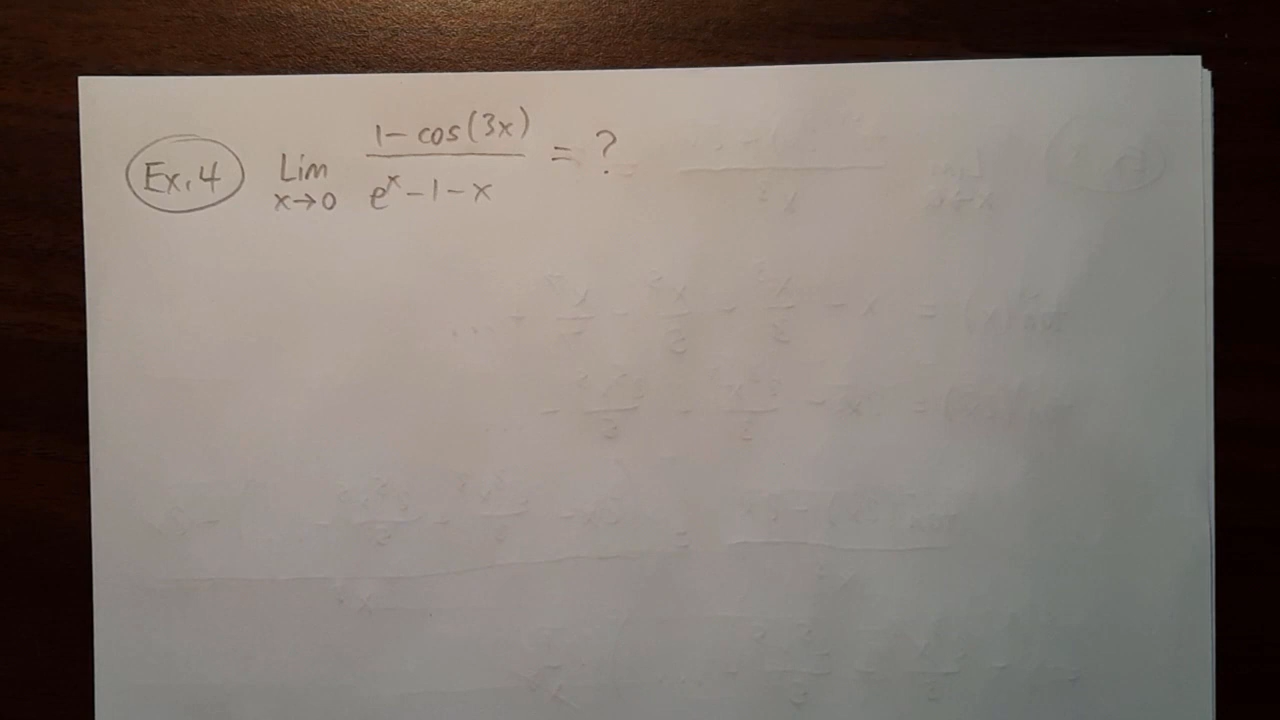 Ex. 4 Lim x→0 1 - cos(3x) / e^x - 1 - x = ?